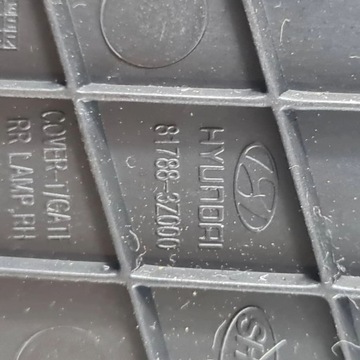 HYUNDAI
81788-3Z000
COVER-T/GATE
RR LAMP,RH